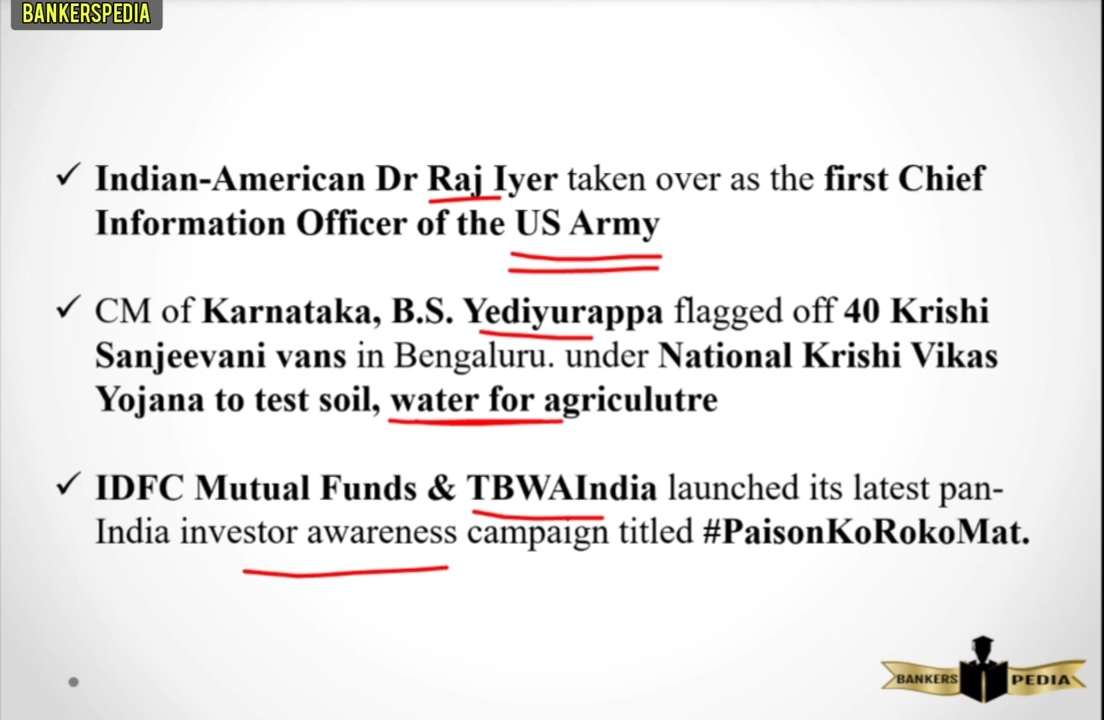 BANKERSPEDIA
✓ Indian-American Dr Raj Iyer taken over as the first Chief
Information Officer of the US Army
✓ CM of Karnataka, B.S. Yediyurappa flagged off 40 Krishi
Sanjeevani vans in Bengaluru. under National Krishi Vikas
Yojana to test soil, water for agriculutre
✓ IDFC Mutual Funds & TBWAIndia launched its latest pan-
India investor awareness campaign titled #PaisonKoRokoMat.
BANKERS PEDIA